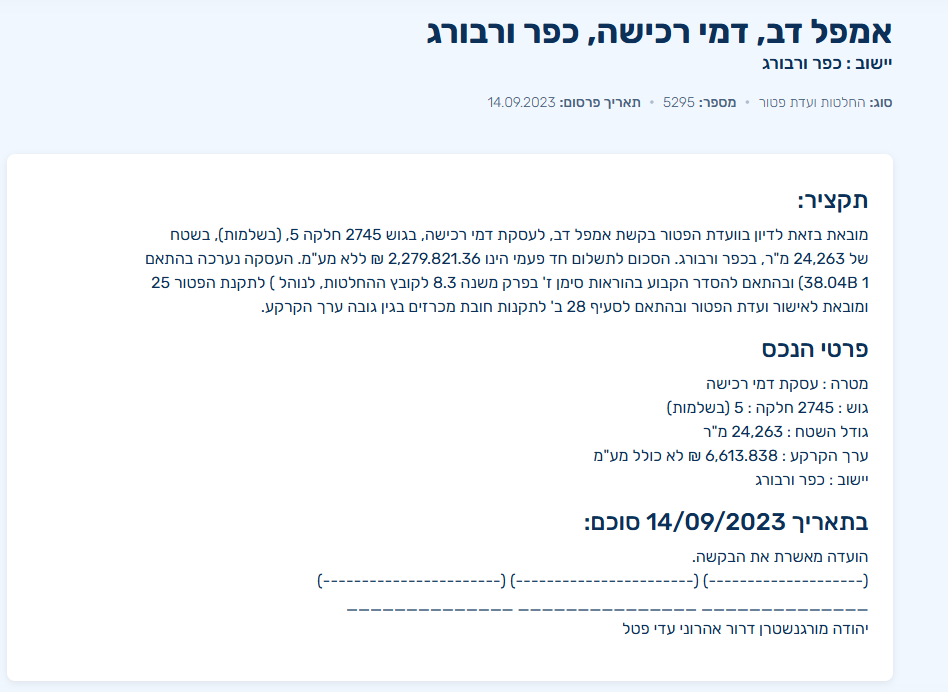 אמפל דב, דמי רכישה, כפר ורבורג
יישוב : כפר ורבורג
סוג: החלטות ועדת פטור • מספר: 5295 • תאריך פרסום: 14.09.2023
תקציר:
מובאת בזאת לדיון בוועדת הפטור בקשת אמפל דב, לעסקת דמי רכישה, בגוש 2745 חלקה 5, (בשלמות), בשטח
של 24,263 מ"ר, בכפר ורבורג. הסכום לתשלום חד פעמי הינו 2,279.821.36 ₪ ללא מע"מ. העסקה נערכה בהתאם
38.04B 1) ובהתאם להסדר הקבוע בהוראות סימן ז' בפרק משנה 8.3 לקובץ ההחלטות, לנוהל ) לתקנת הפטור 25
ומובאת לאישור ועדת הפטור ובהתאם לסעיף 28 ב' לתקנות חובת מכרזים בגין גובה ערך הקרקע.
פרטי הנכס
מטרה : עסקת דמי רכישה
גוש : 2745 חלקה : 5 (בשלמות)
גודל השטח : 24,263 מ"ר
ערך הקרקע : 6,613.838 ₪ לא כולל מע"מ
יישוב : כפר ורבורג
בתאריך 14/09/2023 סוכם:
הועדה מאשרת את הבקשה.
(--------------------) (-----------------------) (-----------------------)
______________ _______________ ______________
יהודה מורגנשטרן דרור אהרוני עדי פטל